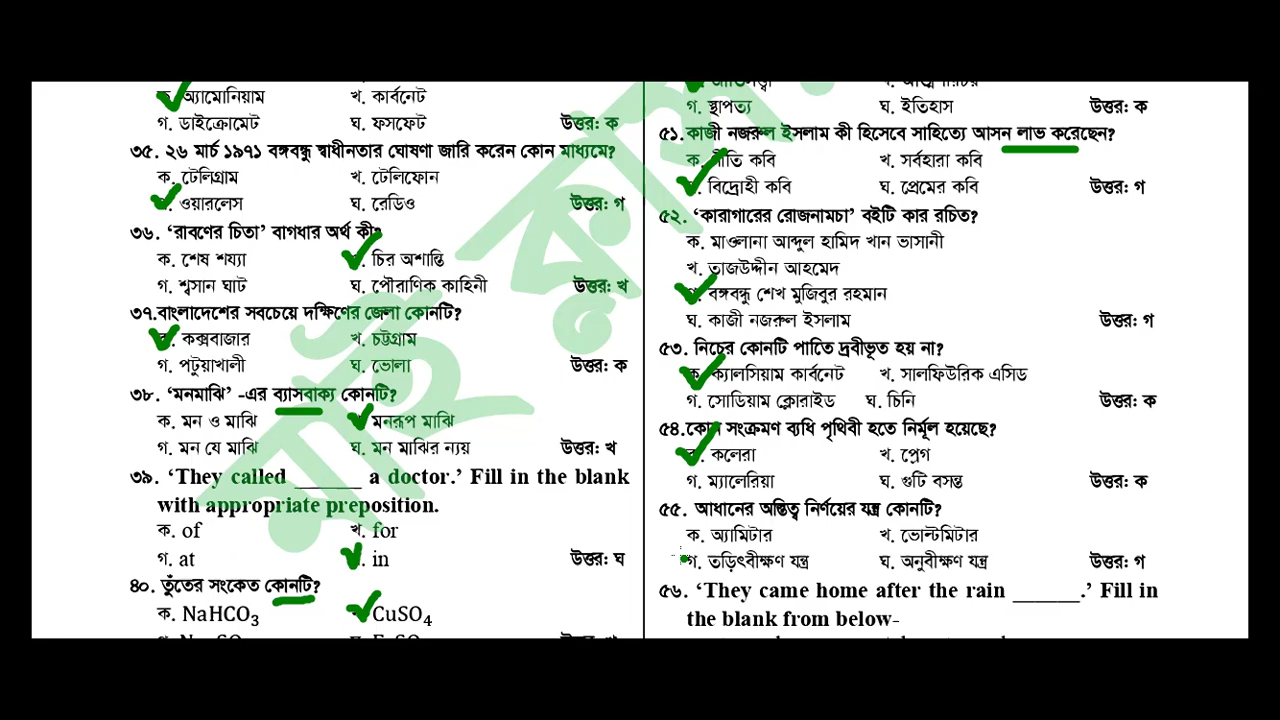 ক. অ্যামোনিয়াম খ. কার্বনেট
গ. ডাইক্রোমেট ঘ. ফসফেট উত্তর: ক
৩৫. ২৬ মার্চ ১৯৭১ বঙ্গবন্ধু স্বাধীনতার ঘোষণা জারি করেন কোন মাধ্যমে?
ক. টেলিগ্রাম খ. টেলিফোন
ওয়ারলেস ঘ. রেডিও উত্তর: গ
৩৬. ‘রাবণের চিতা’ বাগধার অর্থ কী?
ক. শেষ শয্যা চির অশান্তি
গ. শ্বসান ঘাট ঘ. পৌরাণিক কাহিনী উত্তর: খ
৩৭.বাংলাদেশের সবচেয়ে দক্ষিণের জেলা কোনটি?
কক্সবাজার খ. চট্টগ্রাম
গ. পটুয়াখালী ঘ. ভোলা উত্তর: ক
৩৮. ‘মনমাঝি’ -এর ব্যাসবাক্য কোনটি?
ক. মন ও মাঝি মনরূপ মাঝি
গ. মন যে মাঝি ঘ. মন মাঝির ন্যয় উত্তর: খ
৩৯. ‘They called ______ a doctor.’ Fill in the blank
with appropriate preposition.
ক. of খ. for
গ. at in উত্তর: ঘ
৪০. তুঁতের সংকেত কোনটি?
ক. NaHCO3 CuSO4
গ. স্থাপত্য ঘ. ইতিহাস উত্তর: ক
৫১. কাজী নজরুল ইসলাম কী হিসেবে সাহিত্যে আসন লাভ করেছেন?
ক. গীতি কবি খ. সর্বহারা কবি
বিদ্রোহী কবি ঘ. প্রেমের কবি উত্তর: গ
৫২. ‘কারাগারের রোজনামচা’ বইটি কার রচিত?
ক. মাওলানা আব্দুল হামিদ খান ভাসানী
খ. তাজউদ্দীন আহমেদ
গ. বঙ্গবন্ধু শেখ মুজিবুর রহমান
ঘ. কাজী নজরুল ইসলাম উত্তর: গ
৫৩. নিচের কোনটি পানিতে দ্রবীভূত হয় না?
ক. ক্যালসিয়াম কার্বনেট খ. সালফিউরিক এসিড
গ. সোডিয়াম ক্লোরাইড ঘ. চিনি উত্তর: ক
৫৪.কোন সংক্রমণ ব্যধি পৃথিবী হতে নির্মূল হয়েছে?
কলেরা খ. প্লেগ
গ. ম্যালেরিয়া ঘ. গুটি বসন্ত উত্তর: ক
৫৫. আধানের অস্তিত্ব নির্ণয়ের যন্ত্র কোনটি?
ক. অ্যামিটার খ. ভোল্টমিটার
গ. তড়িৎবীক্ষণ যন্ত্র ঘ. অনুবীক্ষণ যন্ত্র উত্তর: গ
৫৬. ‘They came home after the rain ______.’ Fill in
the blank from below-